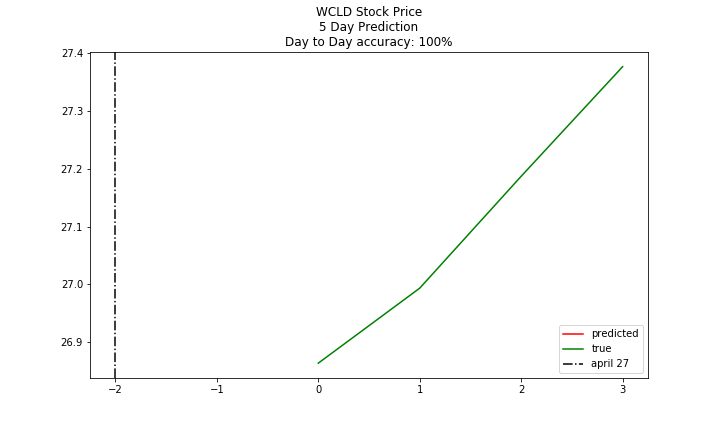 WCLD Stock Price
5 Day Prediction
Day to Day accuracy: 100%
27.4
27.3
27.2
27.1
27.0
26.9
−2
−1
0
1
2
3
predicted
true
april 27